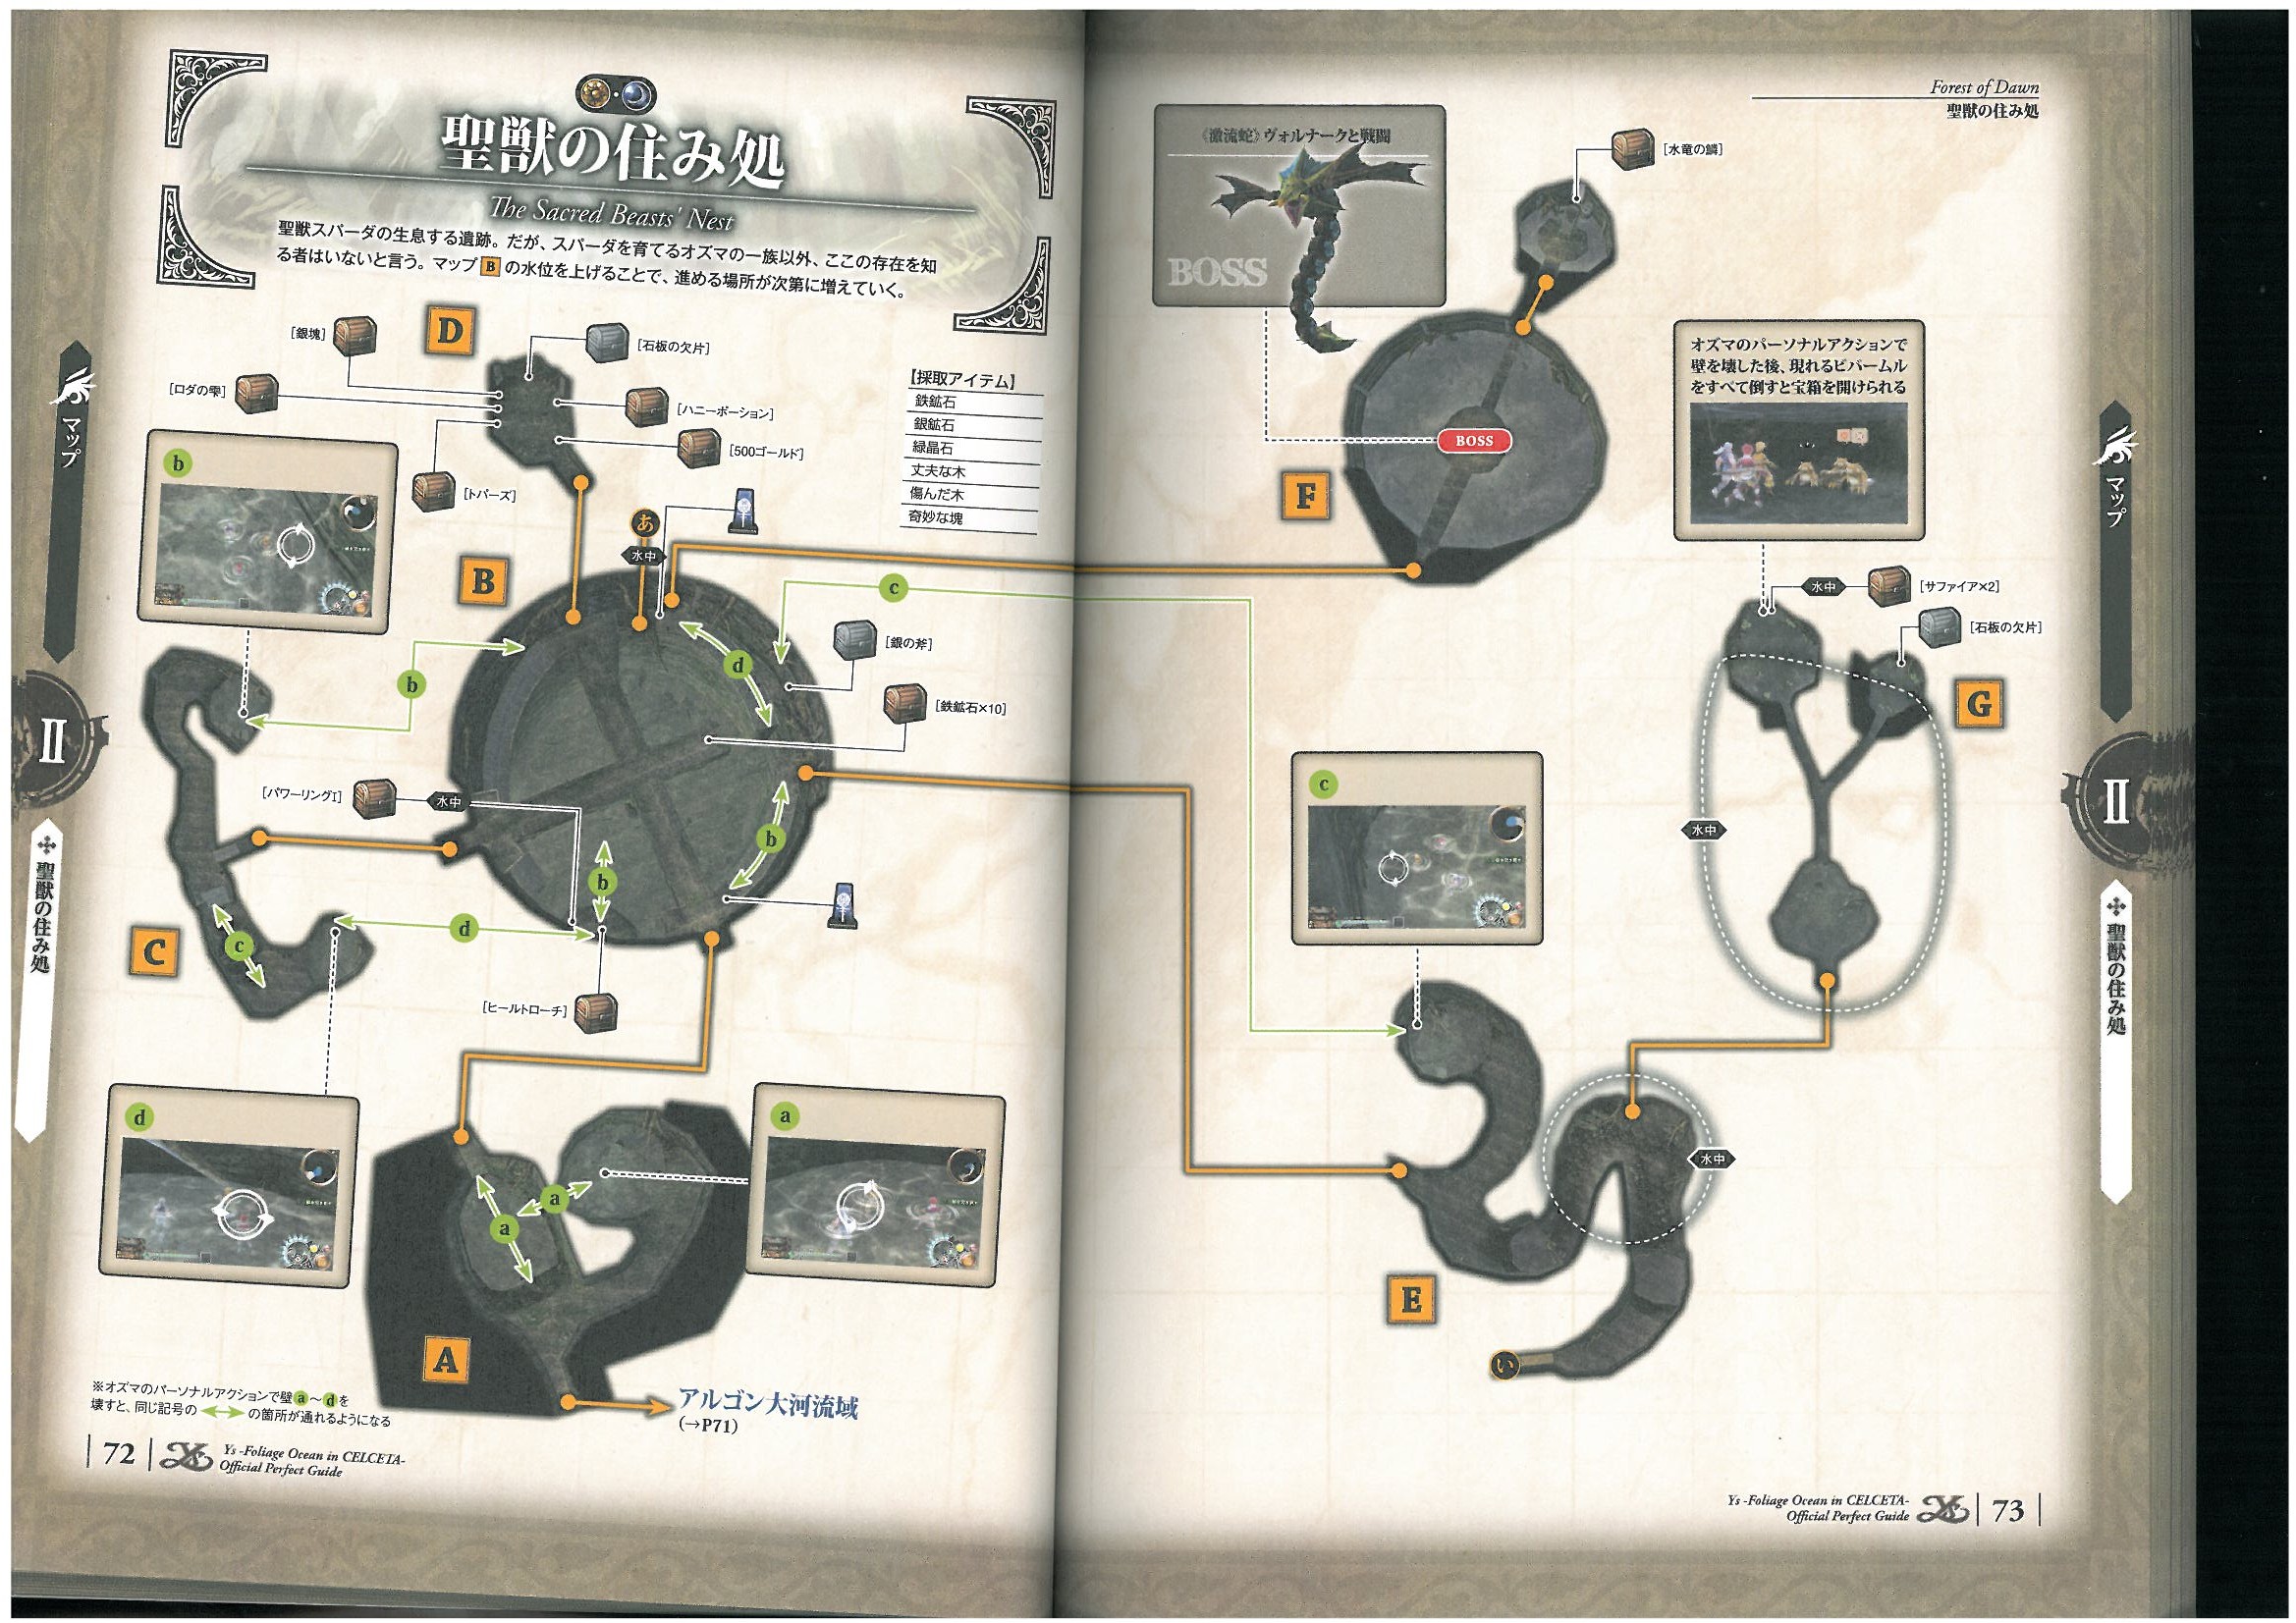 聖獣の住み処
The Sacred Beasts' Nest
聖獣スパーダの生息する遺跡。だが、スパーダを育てるオズマの一族以外、ここの存在を知
る者はいないと言う。マップ B の水位を上げることで、進める場所が次第に増えていく。
D
[銀塊]
[石板の欠片]
[ロダの雫]
[ハニーポーション]
[500ゴールド]
[トパーズ]
【採取アイテム】
鉄鉱石
銀鉱石
緑晶石
丈夫な木
傷んだ木
奇妙な塊
マップ
b
あ
水中
B
c
[銀の斧]
d
b
[鉄鉱石×10]
II
[パワーリングI]
水中
b
b
聖獣の住み処
C
c
d
[ヒールトローチ]
d
a
a
a
A
※オズマのパーソナルアクションで壁a～dを
壊すと、同じ記号の の箇所が通れるようになる
アルゴン大河流域
(→P71)
72
Ys
Ys -Foliage Ocean in CELCETA-
Official Perfect Guide
Forest of Dawn
聖獣の住み処
《激流蛇》ヴォルナークと戦闘
BOSS
[水竜の鱗]
BOSS
F
オズマのパーソナルアクションで
壁を壊した後、現れるビバームル
をすべて倒すと宝箱を開けられる
マップ
水中
[サファイア×2]
[石板の欠片]
G
c
水中
II
聖獣の住み処
水中
E
い
Ys -Foliage Ocean in CELCETA-
Official Perfect Guide
Ys
73